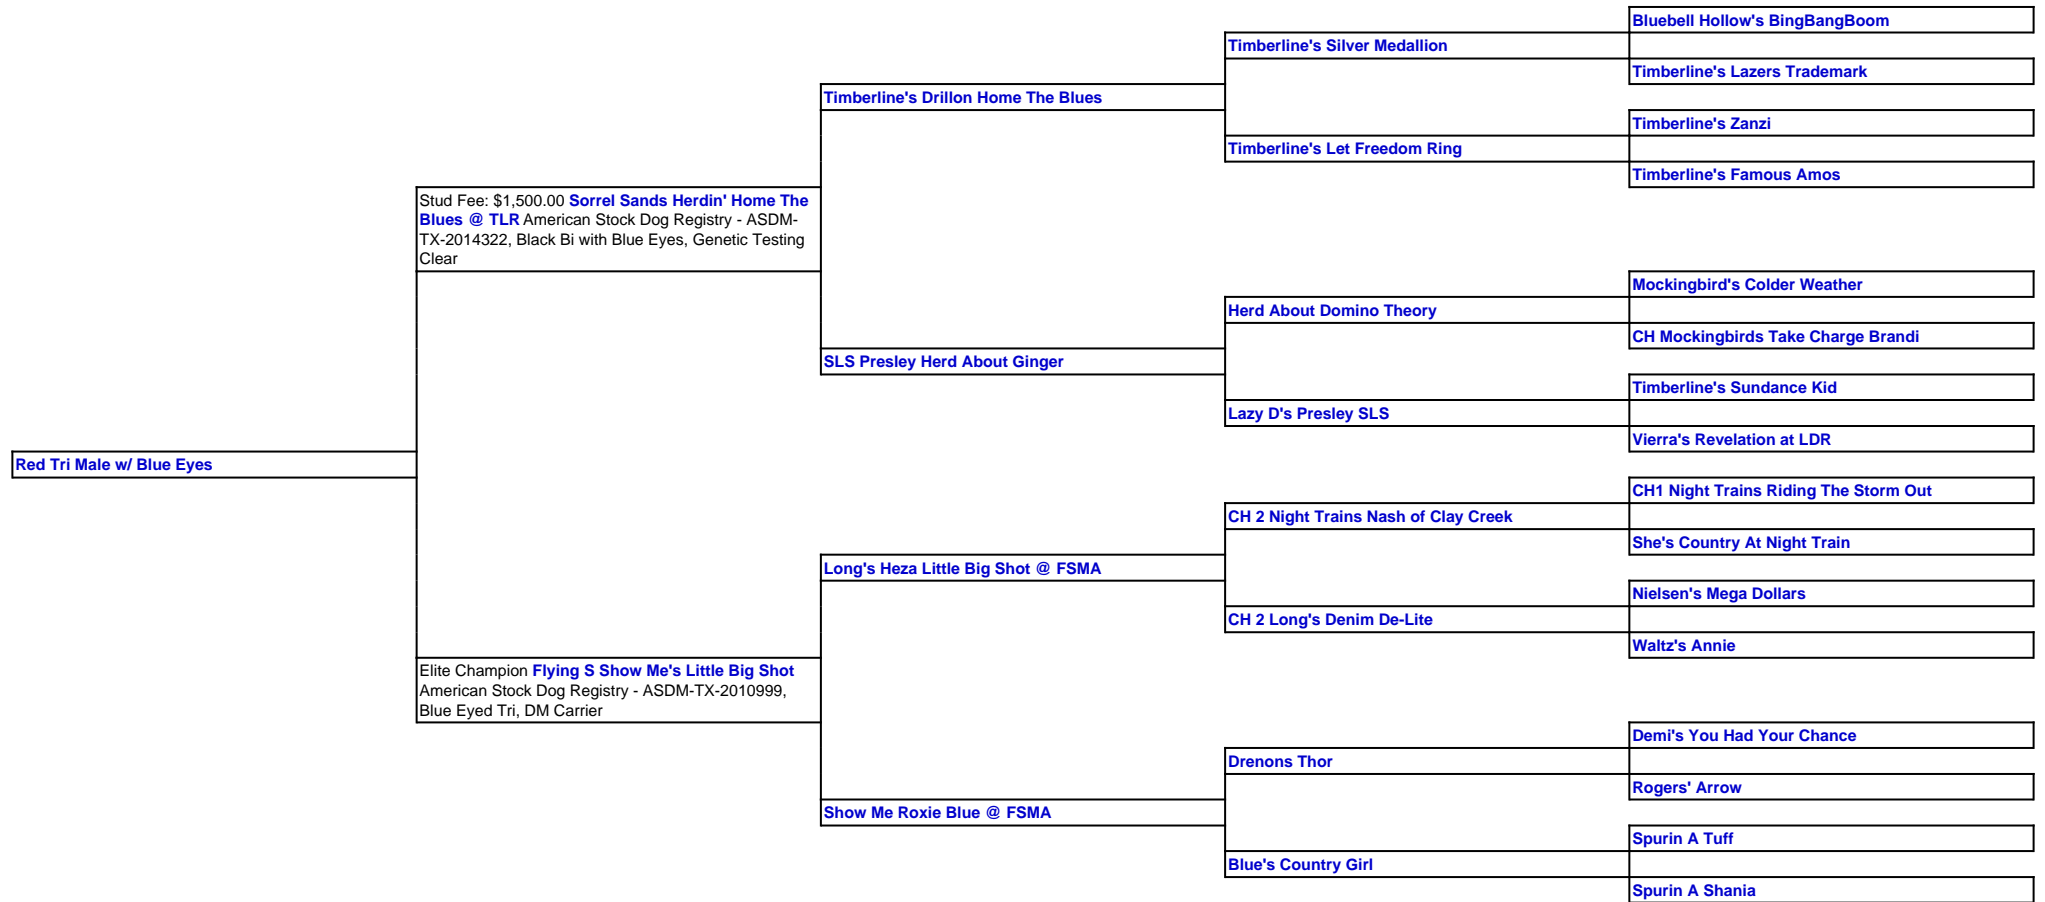 Bluebell Hollow's BingBangBoom
Timberline's Silver Medallion
Timberline's Lazers Trademark
Timberline's Drillon Home The Blues
Timberline's Zanzi
Timberline's Let Freedom Ring
Timberline's Famous Amos
Stud Fee: $1,500.00 Sorrel Sands Herdin' Home The
Blues @ TLR American Stock Dog Registry - ASDM-
TX-2014322, Black Bi with Blue Eyes, Genetic Testing
Clear
Mockingbird's Colder Weather
Herd About Domino Theory
CH Mockingbirds Take Charge Brandi
SLS Presley Herd About Ginger
Timberline's Sundance Kid
Lazy D's Presley SLS
Vierra's Revelation at LDR
Red Tri Male w/ Blue Eyes
CH1 Night Trains Riding The Storm Out
CH 2 Night Trains Nash of Clay Creek
She's Country At Night Train
Long's Heza Little Big Shot @ FSMA
Nielsen's Mega Dollars
CH 2 Long's Denim De-Lite
Waltz's Annie
Elite Champion Flying S Show Me's Little Big Shot
American Stock Dog Registry - ASDM-TX-2010999,
Blue Eyed Tri, DM Carrier
Demi's You Had Your Chance
Drenons Thor
Rogers' Arrow
Show Me Roxie Blue @ FSMA
Spurin A Tuff
Blue's Country Girl
Spurin A Shania